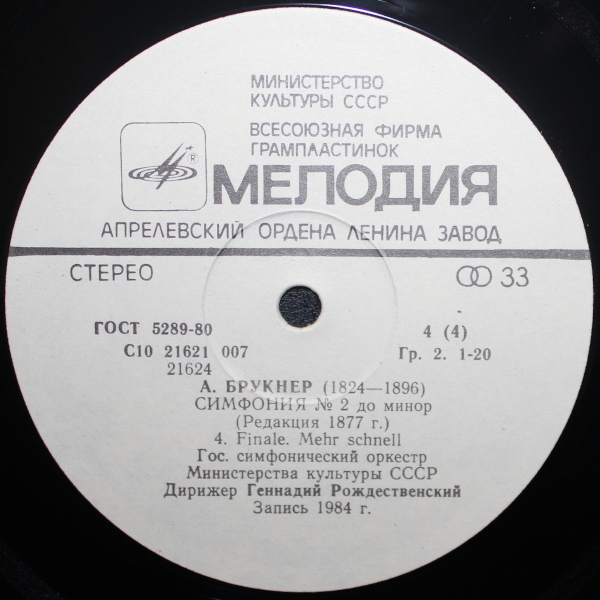 МИНИСТЕРСТВО
КУЛЬТУРЫ СССР
ВСЕСОЮЗНАЯ ФИРМА
ГРАМПЛАСТИНОК
®
МЕЛОДИЯ
АПРЕЛЕВСКИЙ ОРДЕНА ЛЕНИНА ЗАВОД
СТЕРЕО 33
ГОСТ 5289-80 4 (4)
С10 21621 007 Гр. 2. 1-20
21624
А. БРУКНЕР (1824—1896)
СИМФОНИЯ № 2 до минор
(Редакция 1877 г.)
4. Finale. Mehr schnell
Гос. симфонический оркестр
Министерства культуры СССР
Дирижер Геннадий Рождественский
Запись 1984 г.